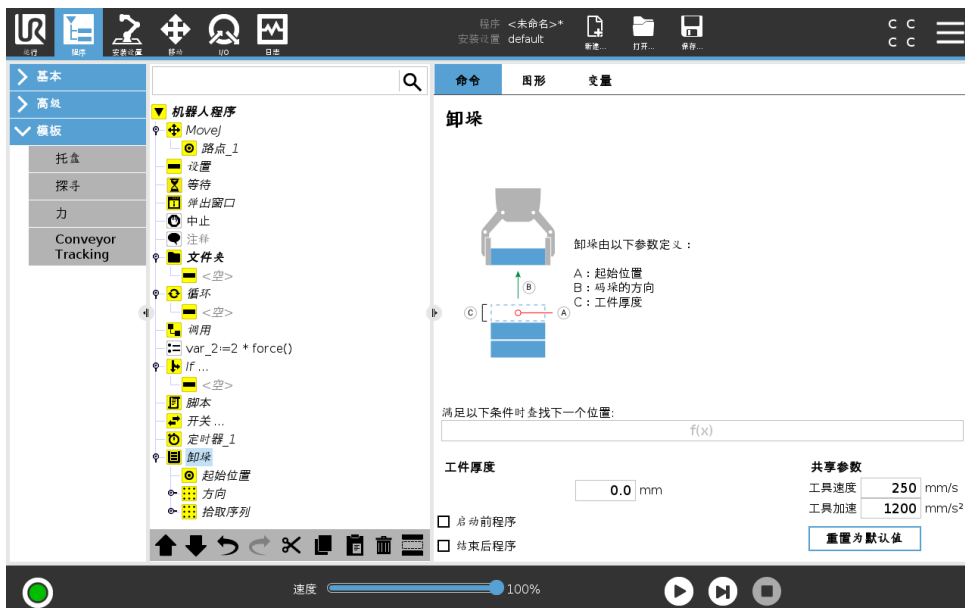 UR
运行
程序
安装设置
移动
I/O
日志
程序 <未命名>*
安装设置 default
新建...
打开...
保存...
C C
C C
基本
高级
模板
托盘
探寻
力
Conveyor
Tracking
机器人程序
MoveJ
路点_1
设置
等待
弹出窗口
中止
注释
文件夹
<空>
循环
<空>
调用
var_2:=2 * force()
If ...
<空>
脚本
开关 ...
定时器_1
卸垛
起始位置
方向
拾取序列
命令 图形 变量
卸垛
B
C
A
卸垛由以下参数定义：
A：起始位置
B：码垛的方向
C：工件厚度
满足以下条件时查找下一个位置:
f(x)
工件厚度
0.0 mm
启动前程序
结束后程序
共享参数
工具速度 250 mm/s
工具加速 1200 mm/s²
重置为默认值
速度 100%